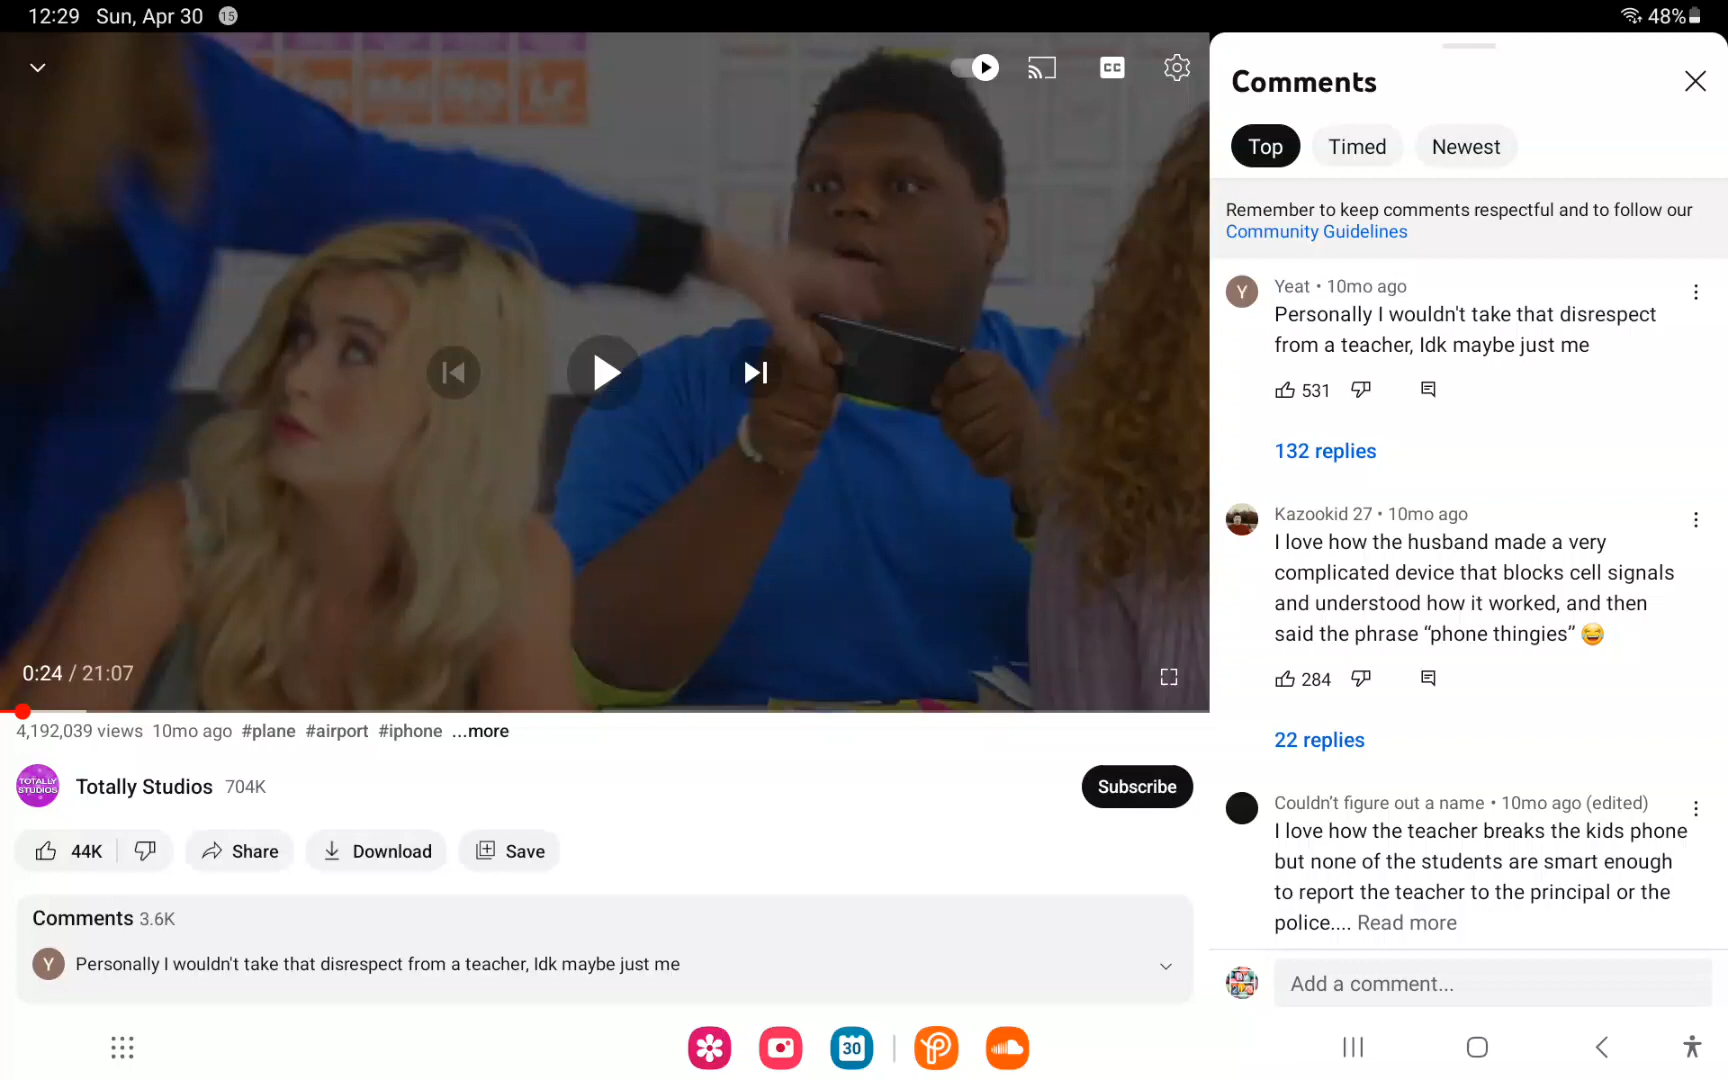 12:29 Sun, Apr 30 15
48%
CC
Lr
0:24 / 21:07
4,192,039 views 10mo ago #plane #airport #iphone ...more
TOTALLY
STUDIOS
Totally Studios 704K
Subscribe
44K
Share
Download
Save
Comments 3.6K
Y
Personally I wouldn't take that disrespect from a teacher, Idk maybe just me
Comments
Top
Timed
Newest
Remember to keep comments respectful and to follow our
Community Guidelines
Y
Yeat • 10mo ago
Personally I wouldn't take that disrespect
from a teacher, Idk maybe just me
531
132 replies
Kazookid 27 • 10mo ago
I love how the husband made a very
complicated device that blocks cell signals
and understood how it worked, and then
said the phrase “phone thingies” 😂
284
22 replies
Couldn’t figure out a name • 10mo ago (edited)
I love how the teacher breaks the kids phone
but none of the students are smart enough
to report the teacher to the principal or the
police.... Read more
Add a comment...
30